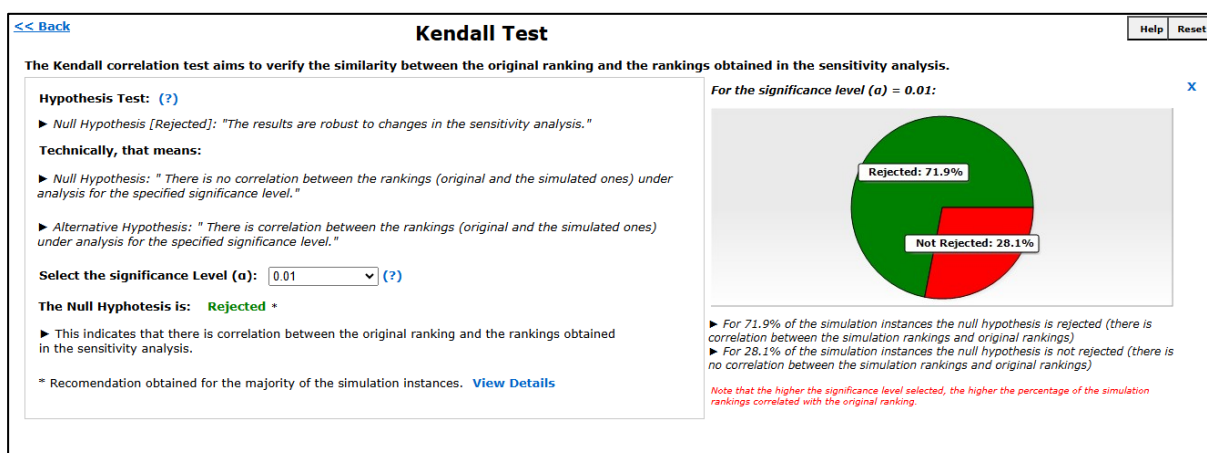 << Back
Kendall Test
Help Reset
The Kendall correlation test aims to verify the similarity between the original ranking and the rankings obtained in the sensitivity analysis.
Hypothesis Test: (?)
► Null Hypothesis [Rejected]: "The results are robust to changes in the sensitivity analysis."
Technically, that means:
► Null Hypothesis: " There is no correlation between the rankings (original and the simulated ones) under
analysis for the specified significance level."
► Alternative Hypothesis: " There is correlation between the rankings (original and the simulated ones)
under analysis for the specified significance level."
Select the significance Level (α): 0.01 (?)
The Null Hyphotesis is: Rejected *
► This indicates that there is correlation between the original ranking and the rankings obtained
in the sensitivity analysis.
* Recomendation obtained for the majority of the simulation instances. View Details
For the significance level (α) = 0.01:
X
Rejected: 71.9%
Not Rejected: 28.1%
► For 71.9% of the simulation instances the null hypothesis is rejected (there is
correlation between the simulation rankings and original rankings)
► For 28.1% of the simulation instances the null hypothesis is not rejected (there is
no correlation between the simulation rankings and original rankings)
Note that the higher the significance level selected, the higher the percentage of the simulation
rankings correlated with the original ranking.